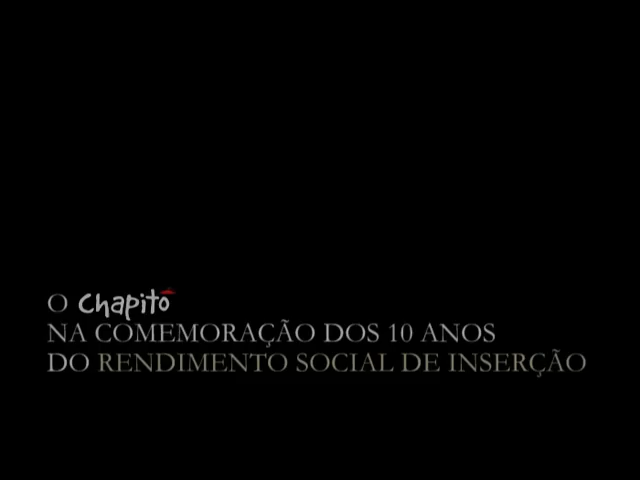 O Chapitô
NA COMEMORAÇÃO DOS 10 ANOS
DO RENDIMENTO SOCIAL DE INSERÇÃO